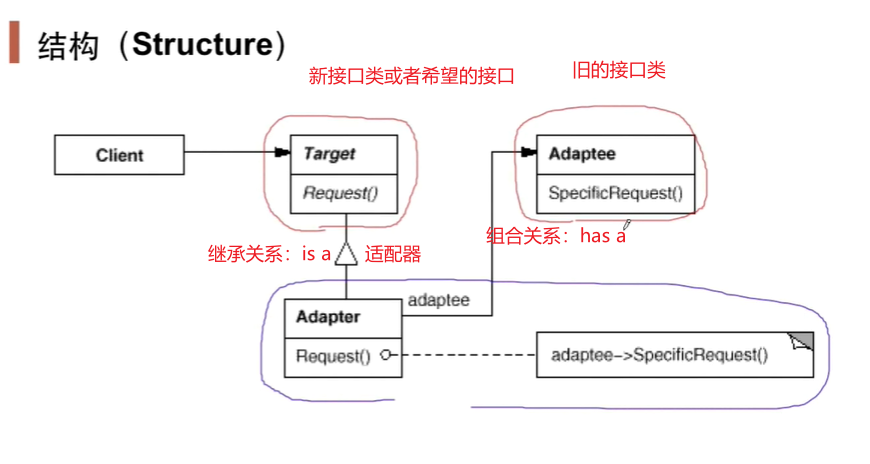 结构（Structure）
新接口类或者希望的接口
旧的接口类
Client
Target
Request()
Adaptee
SpecificRequest()
继承关系：is a
适配器
组合关系：has a
adaptee
Adapter
Request()
adaptee->SpecificRequest()